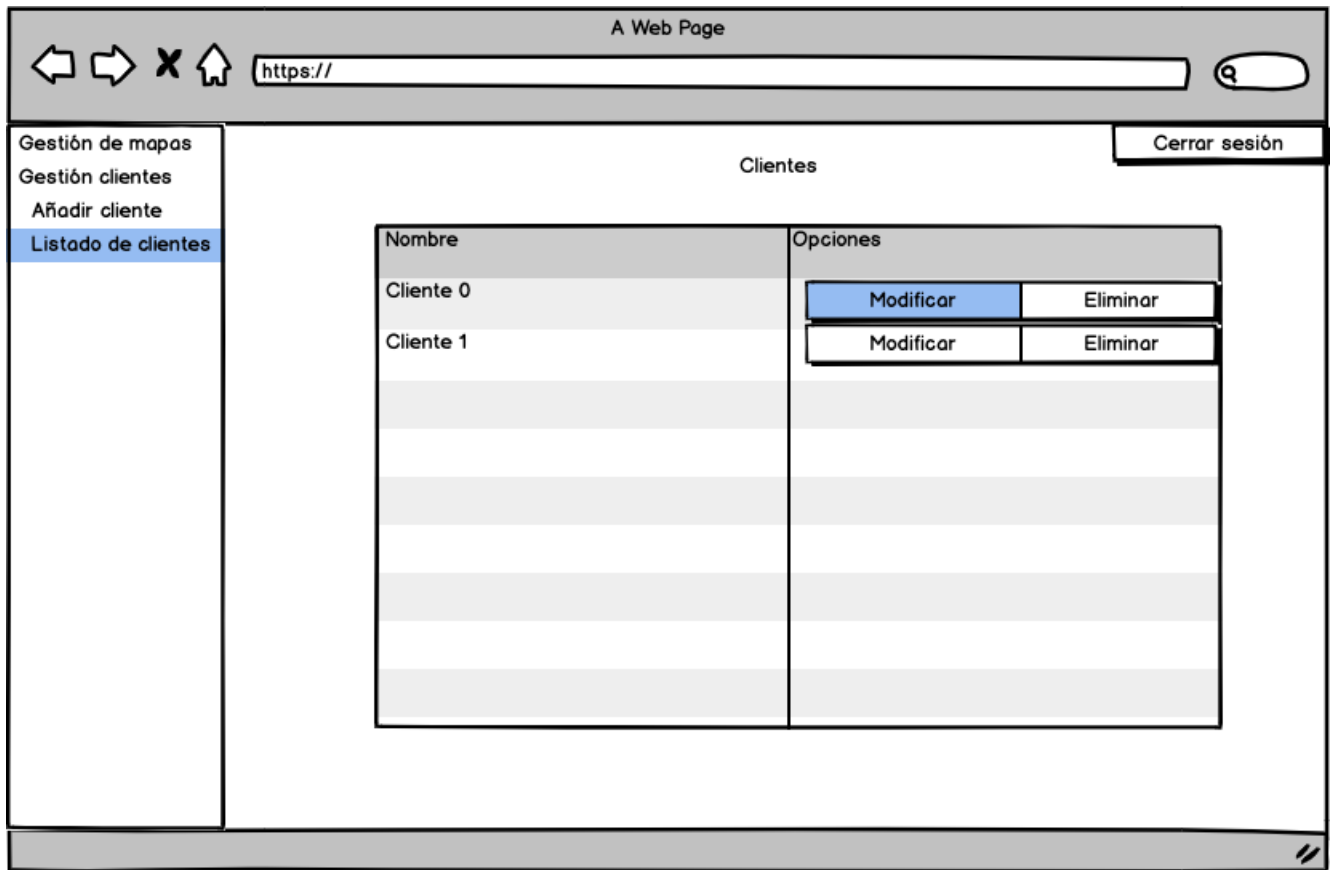 A Web Page
https://
Gestión de mapas
Gestión clientes
Añadir cliente
Listado de clientes
Cerrar sesión
Clientes
Nombre Opciones
Cliente 0 Modificar Eliminar
Cliente 1 Modificar Eliminar